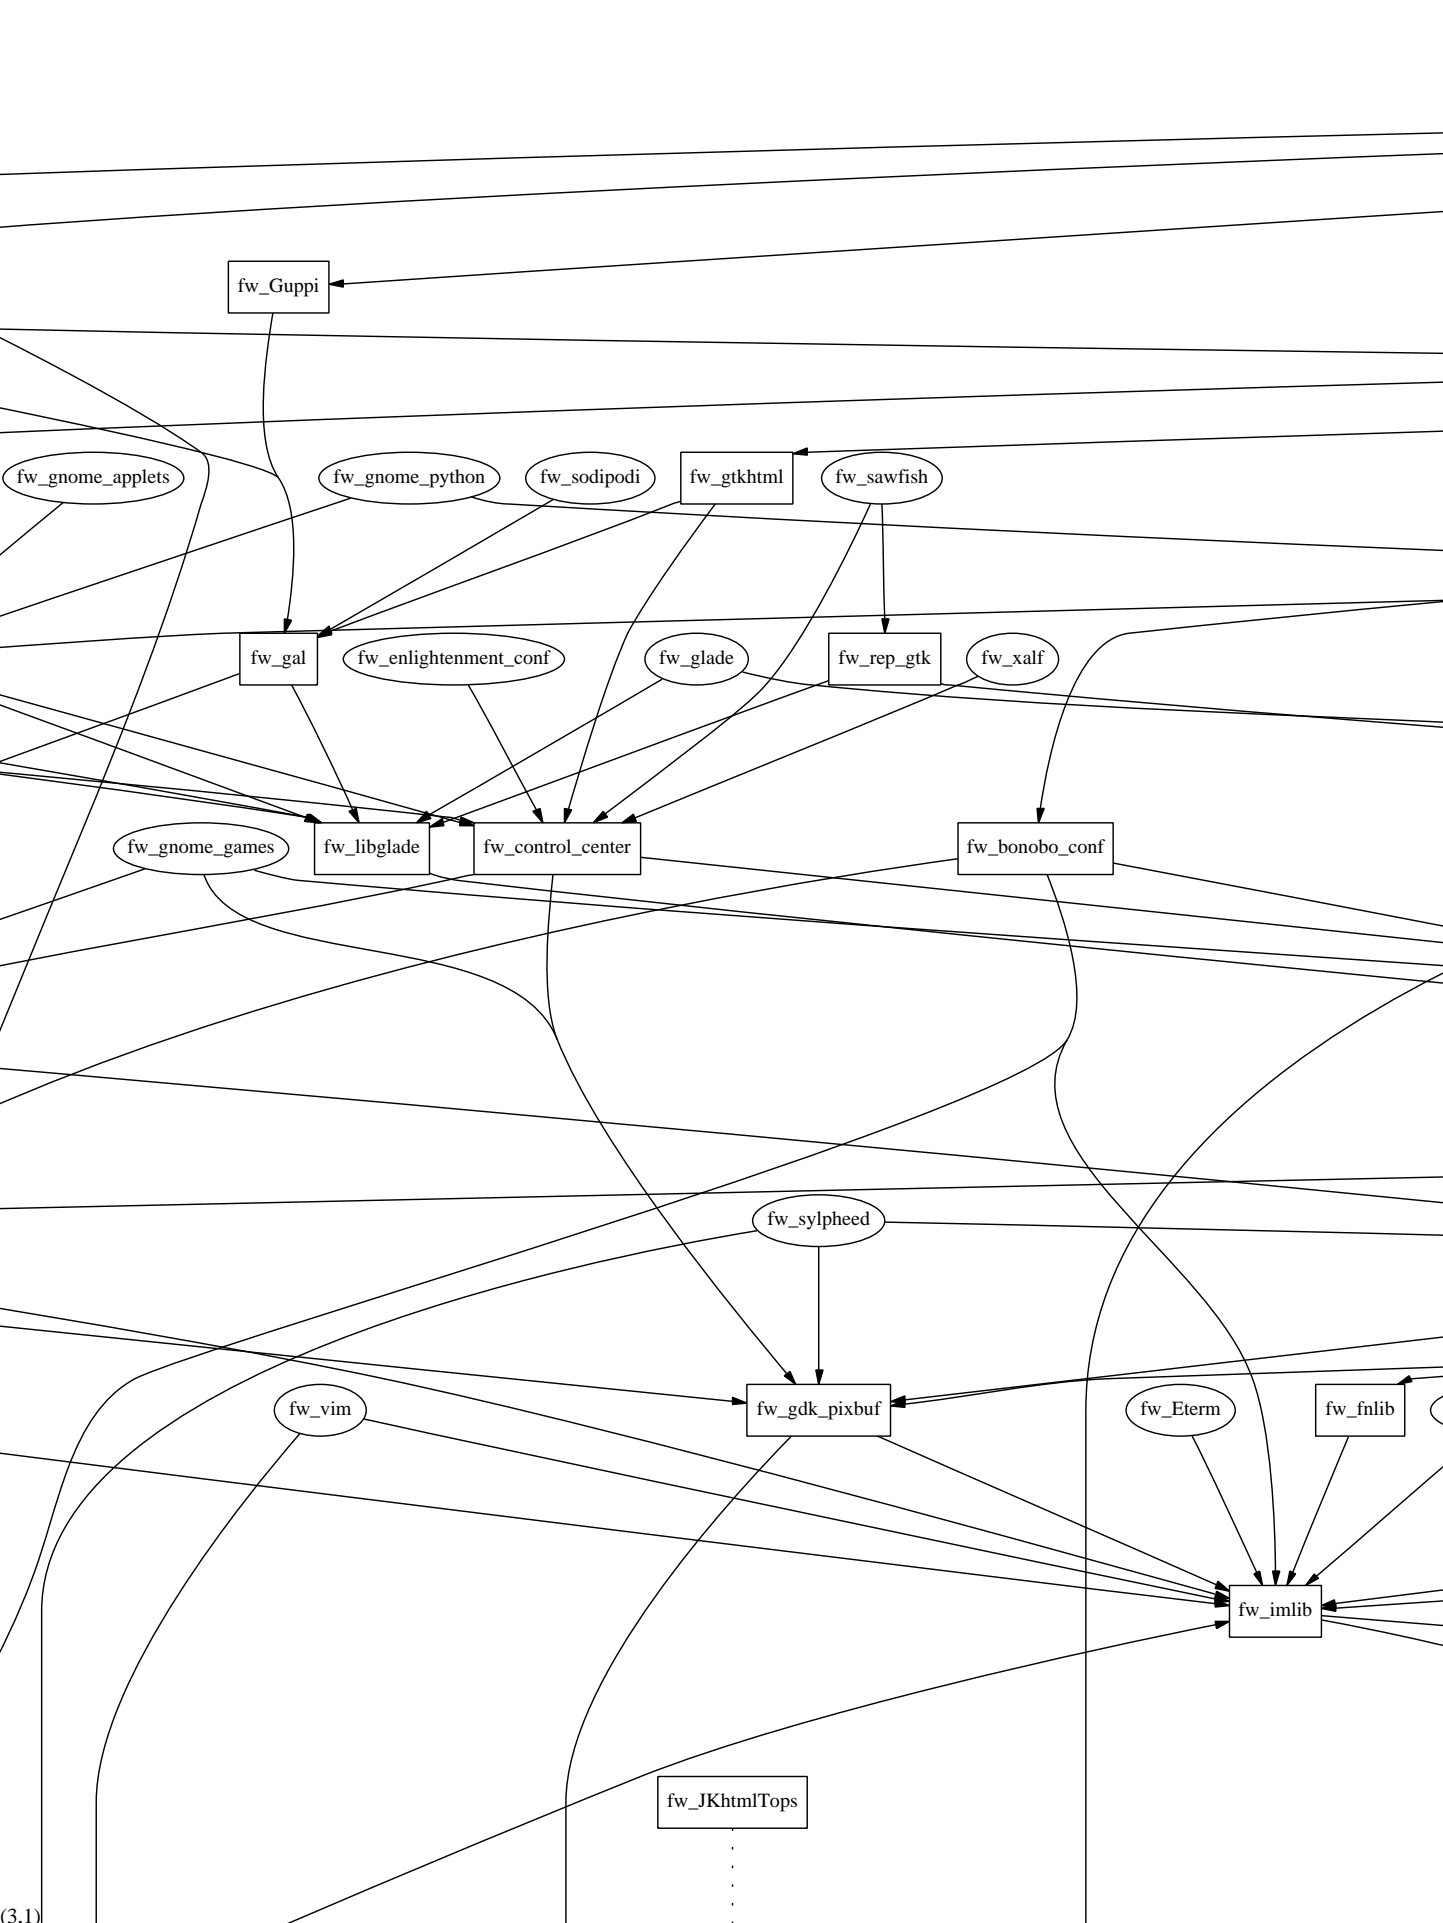 fw_Guppi
fw_gnome_applets
fw_gnome_python
fw_sodipodi
fw_gtkhtml
fw_sawfish
fw_gal
fw_enlightenment_conf
fw_glade
fw_rep_gtk
fw_xalf
fw_gnome_games
fw_libglade
fw_control_center
fw_bonobo_conf
fw_sylpheed
fw_vim
fw_gdk_pixbuf
fw_Eterm
fw_fnlib
fw_imlib
fw_JKhtmlTops
(3,1)